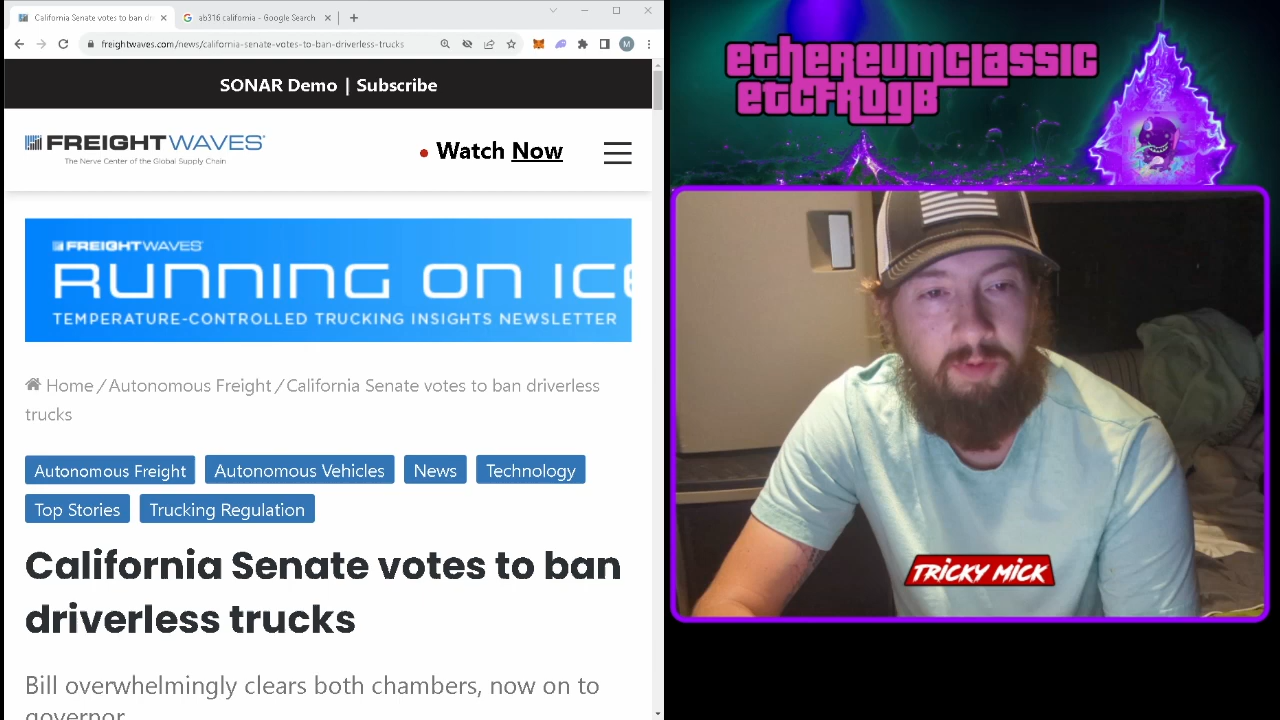 California Senate votes to ban dri
ab316 california - Google Search
freightwaves.com/news/california-senate-votes-to-ban-driverless-trucks
M
SONAR Demo | Subscribe
FREIGHTWAVES
The Nerve Center of the Global Supply Chain
Watch Now
FREIGHTWAVES
RUNNING ON ICE
TEMPERATURE-CONTROLLED TRUCKING INSIGHTS NEWSLETTER
Home / Autonomous Freight / California Senate votes to ban driverless
trucks
Autonomous Freight
Autonomous Vehicles
News
Technology
Top Stories
Trucking Regulation
California Senate votes to ban
driverless trucks
Bill overwhelmingly clears both chambers, now on to
governor
ethereumclassic
etcfrogb
TRICKY MICK